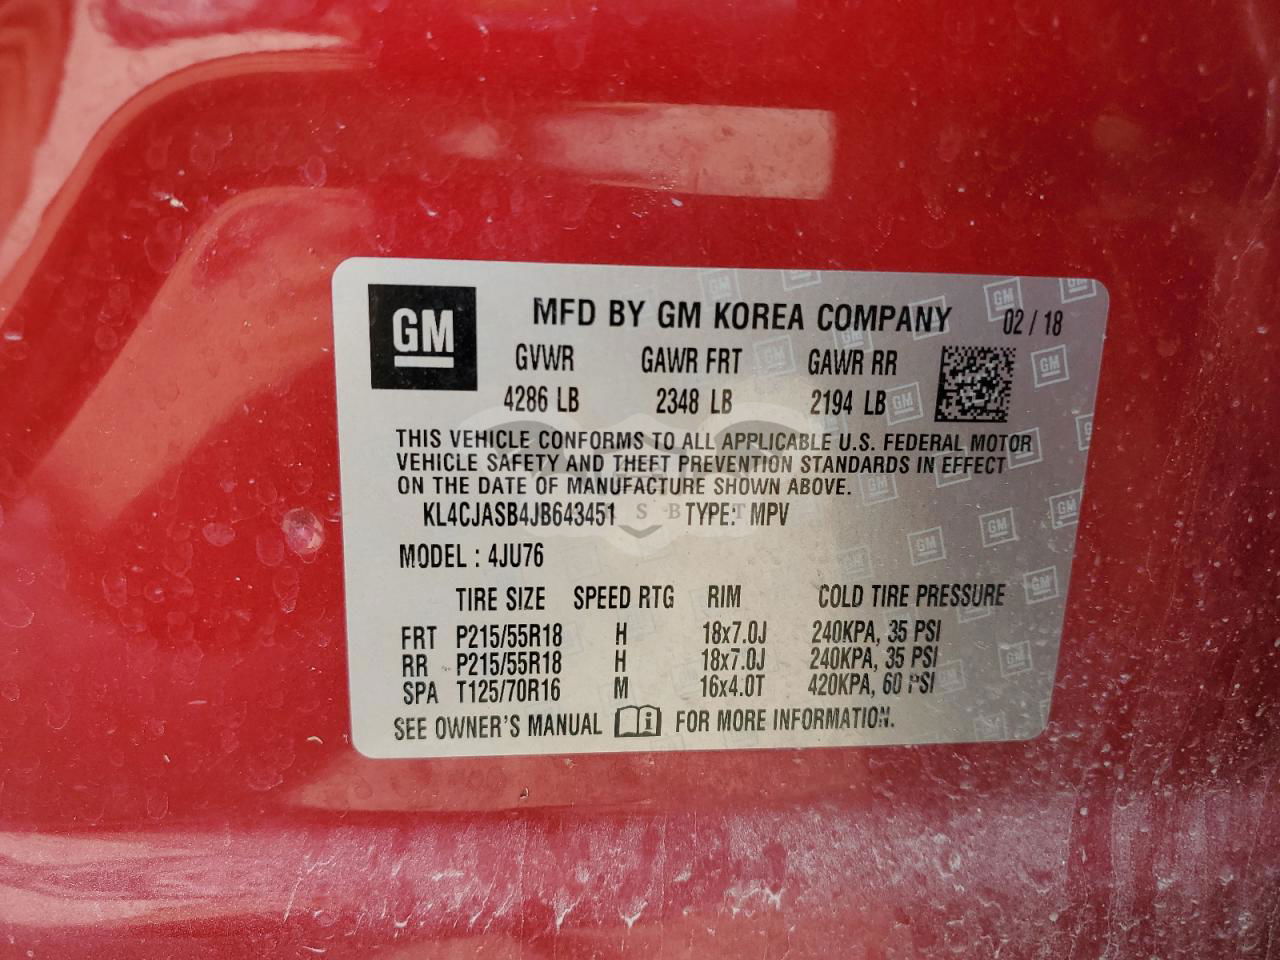 GM
MFD BY GM KOREA COMPANY 02/18
GVWR GAWR FRT GAWR RR
4286 LB 2348 LB 2194 LB
THIS VEHICLE CONFORMS TO ALL APPLICABLE U.S. FEDERAL MOTOR
VEHICLE SAFETY AND THEFT PREVENTION STANDARDS IN EFFECT
ON THE DATE OF MANUFACTURE SHOWN ABOVE.
KL4CJASB4JB643451 TYPE: MPV
MODEL : 4JU76
TIRE SIZE SPEED RTG RIM COLD TIRE PRESSURE
FRT P215/55R18 H 18x7.0J 240KPA, 35 PSI
RR P215/55R18 H 18x7.0J 240KPA, 35 PSI
SPA T125/70R16 M 16x4.0T 420KPA, 60 PSI
SEE OWNER'S MANUAL FOR MORE INFORMATION.